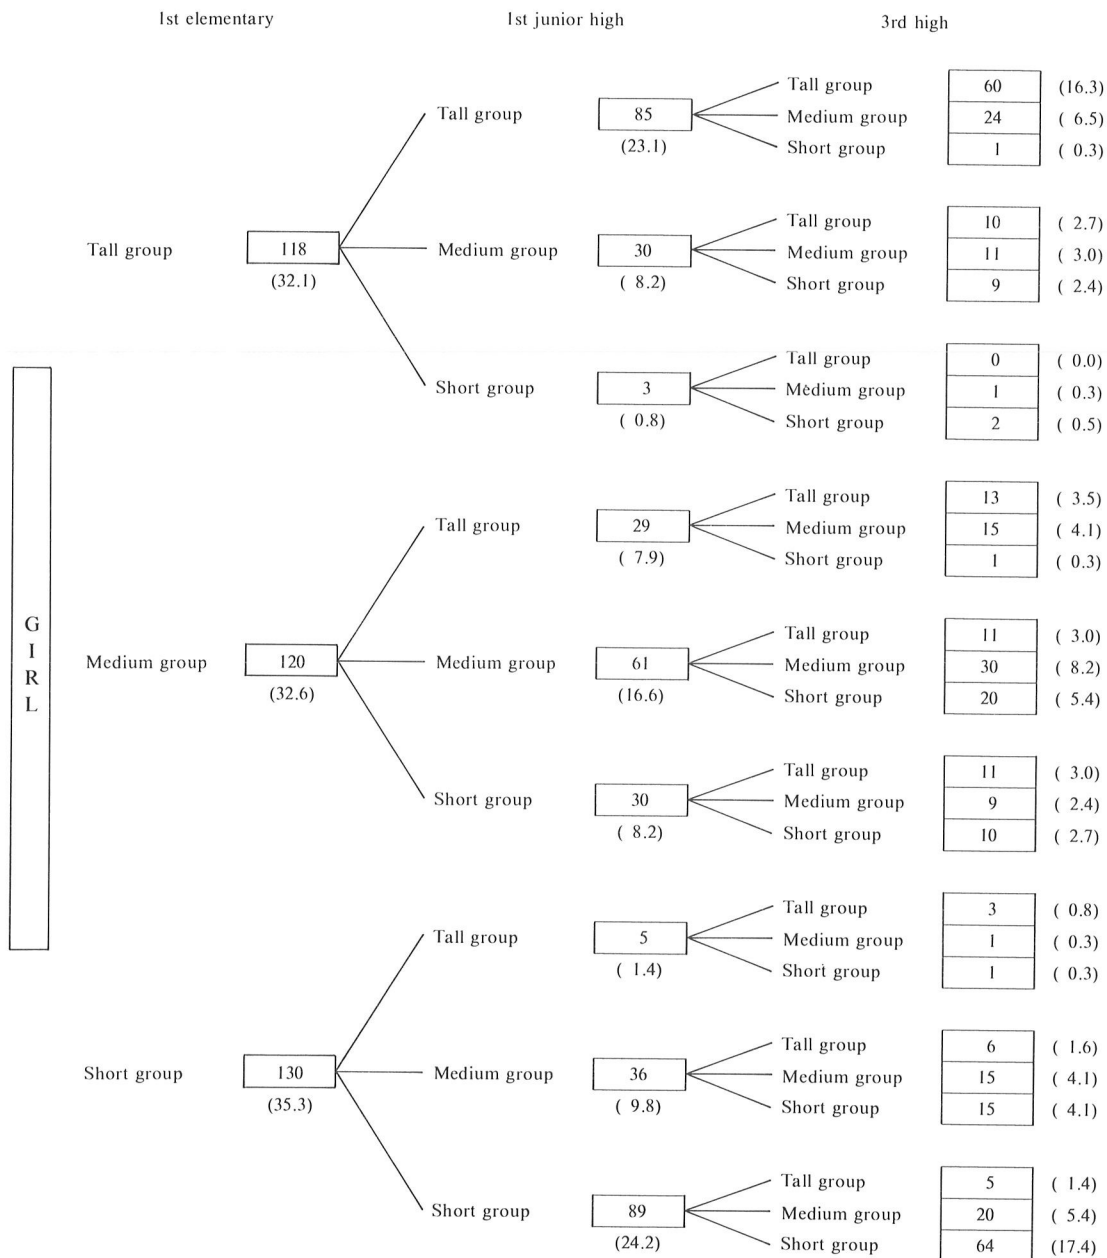 1st elementary 1st junior high 3rd high
Tall group 60 (16.3)
Tall group 85 Medium group 24 ( 6.5)
(23.1) Short group 1 ( 0.3)
Tall group 10 ( 2.7)
Tall group 118 Medium group 30 Medium group 11 ( 3.0)
(32.1) ( 8.2) Short group 9 ( 2.4)
Tall group 0 ( 0.0)
Short group 3 Medium group 1 ( 0.3)
( 0.8) Short group 2 ( 0.5)
Tall group 13 ( 3.5)
Tall group 29 Medium group 15 ( 4.1)
( 7.9) Short group 1 ( 0.3)
GIRL
Tall group 11 ( 3.0)
Medium group 120 Medium group 61 Medium group 30 ( 8.2)
(32.6) (16.6) Short group 20 ( 5.4)
Tall group 11 ( 3.0)
Short group 30 Medium group 9 ( 2.4)
( 8.2) Short group 10 ( 2.7)
Tall group 3 ( 0.8)
Tall group 5 Medium group 1 ( 0.3)
( 1.4) Short group 1 ( 0.3)
Tall group 6 ( 1.6)
Short group 130 Medium group 36 Medium group 15 ( 4.1)
(35.3) ( 9.8) Short group 15 ( 4.1)
Tall group 5 ( 1.4)
Short group 89 Medium group 20 ( 5.4)
(24.2) Short group 64 (17.4)